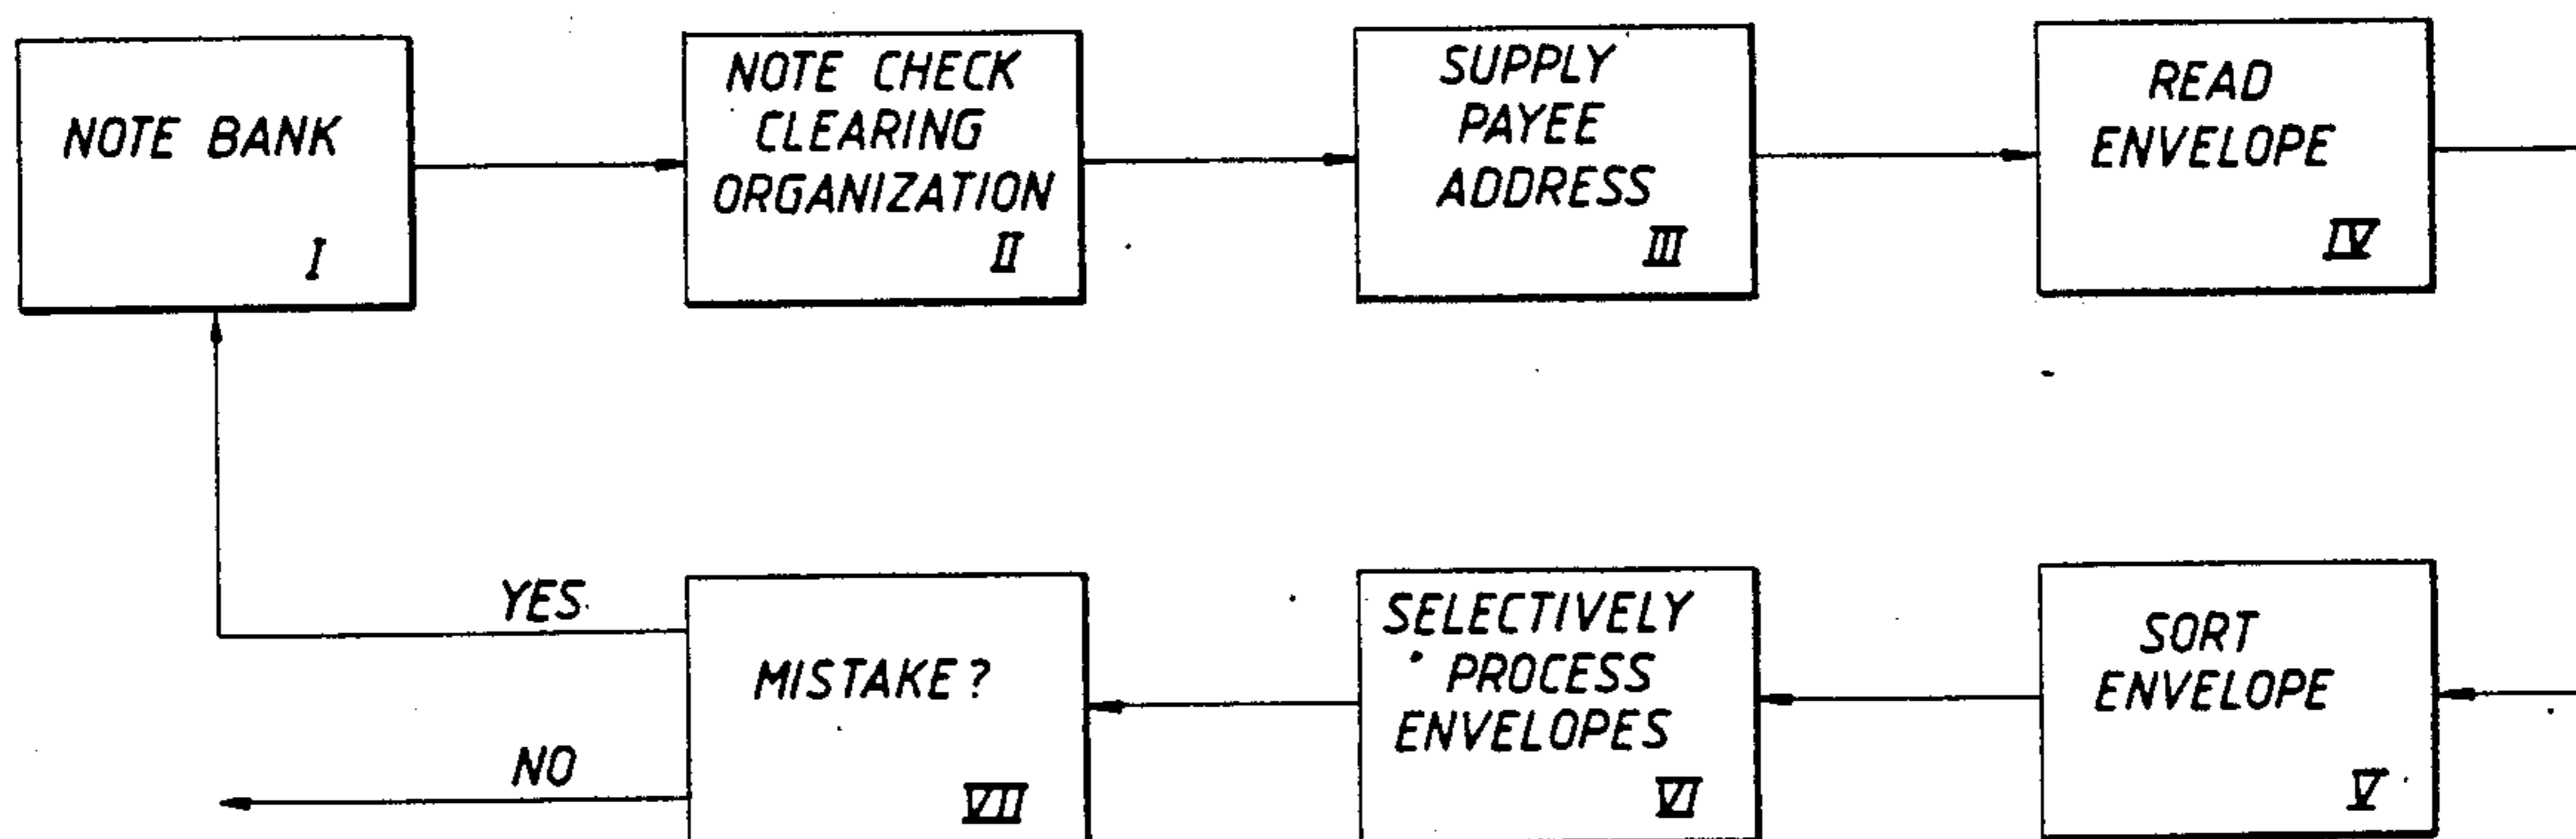 NOTE BANK
I
NOTE CHECK
CLEARING
ORGANIZATION
II
SUPPLY
PAYEE
ADDRESS
III
READ
ENVELOPE
IV
YES
NO
MISTAKE?
VII
SELECTIVELY
PROCESS
ENVELOPES
VI
SORT
ENVELOPE
V